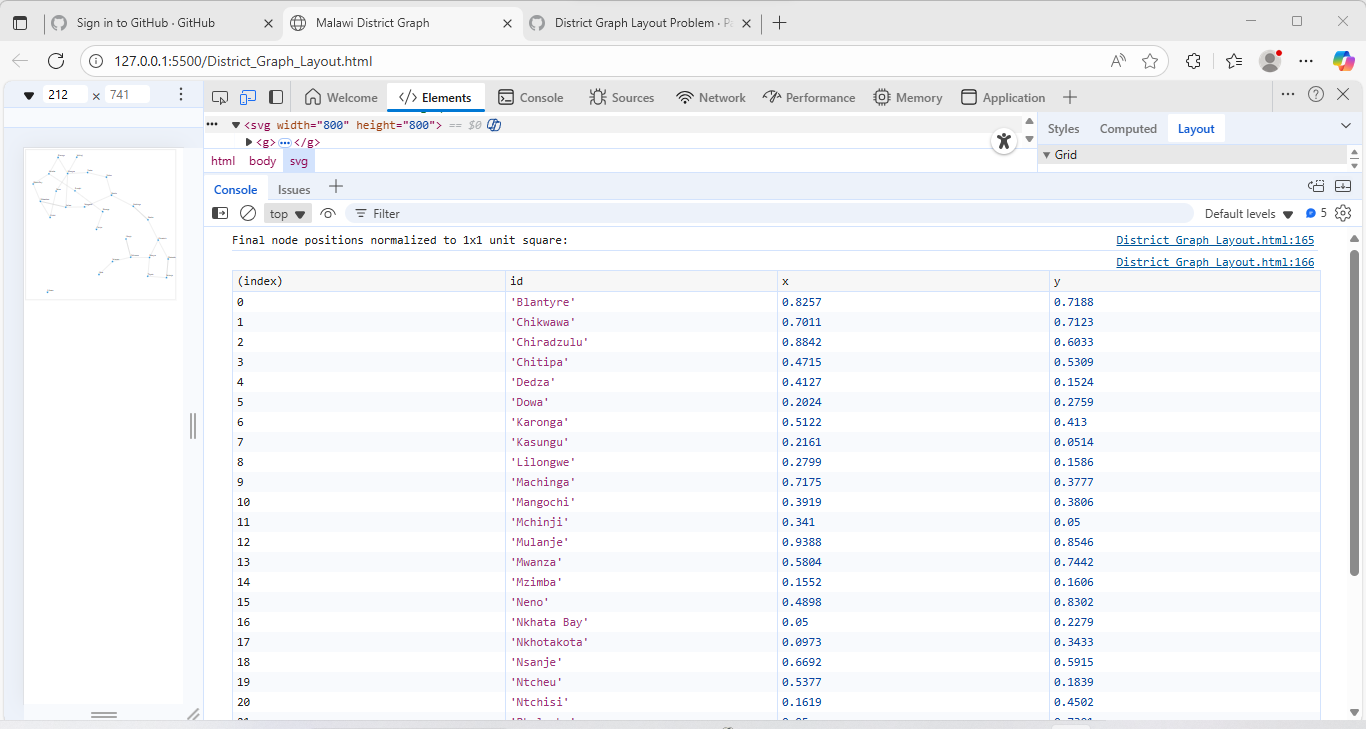 Sign in to GitHub · GitHub
Malawi District Graph
District Graph Layout Problem · Pa
127.0.0.1:5500/District_Graph_Layout.html
212 × 741
Welcome
</> Elements
Console
Sources
Network
Performance
Memory
Application
<svg width="800" height="800"> == $0
<g> ⋯ </g>
html body svg
Styles Computed Layout
Grid
Console Issues
top
Filter
Default levels
5
Final node positions normalized to 1x1 unit square: District Graph Layout.html:165
District Graph Layout.html:166
(index) id x y
0 'Blantyre' 0.8257 0.7188
1 'Chikwawa' 0.7011 0.7123
2 'Chiradzulu' 0.8842 0.6033
3 'Chitipa' 0.4715 0.5309
4 'Dedza' 0.4127 0.1524
5 'Dowa' 0.2024 0.2759
6 'Karonga' 0.5122 0.413
7 'Kasungu' 0.2161 0.0514
8 'Lilongwe' 0.2799 0.1586
9 'Machinga' 0.7175 0.3777
10 'Mangochi' 0.3919 0.3806
11 'Mchinji' 0.341 0.05
12 'Mulanje' 0.9388 0.8546
13 'Mwanza' 0.5804 0.7442
14 'Mzimba' 0.1552 0.1606
15 'Neno' 0.4898 0.8302
16 'Nkhata Bay' 0.05 0.2279
17 'Nkhotakota' 0.0973 0.3433
18 'Nsanje' 0.6692 0.5915
19 'Ntcheu' 0.5377 0.1839
20 'Ntchisi' 0.1619 0.4502